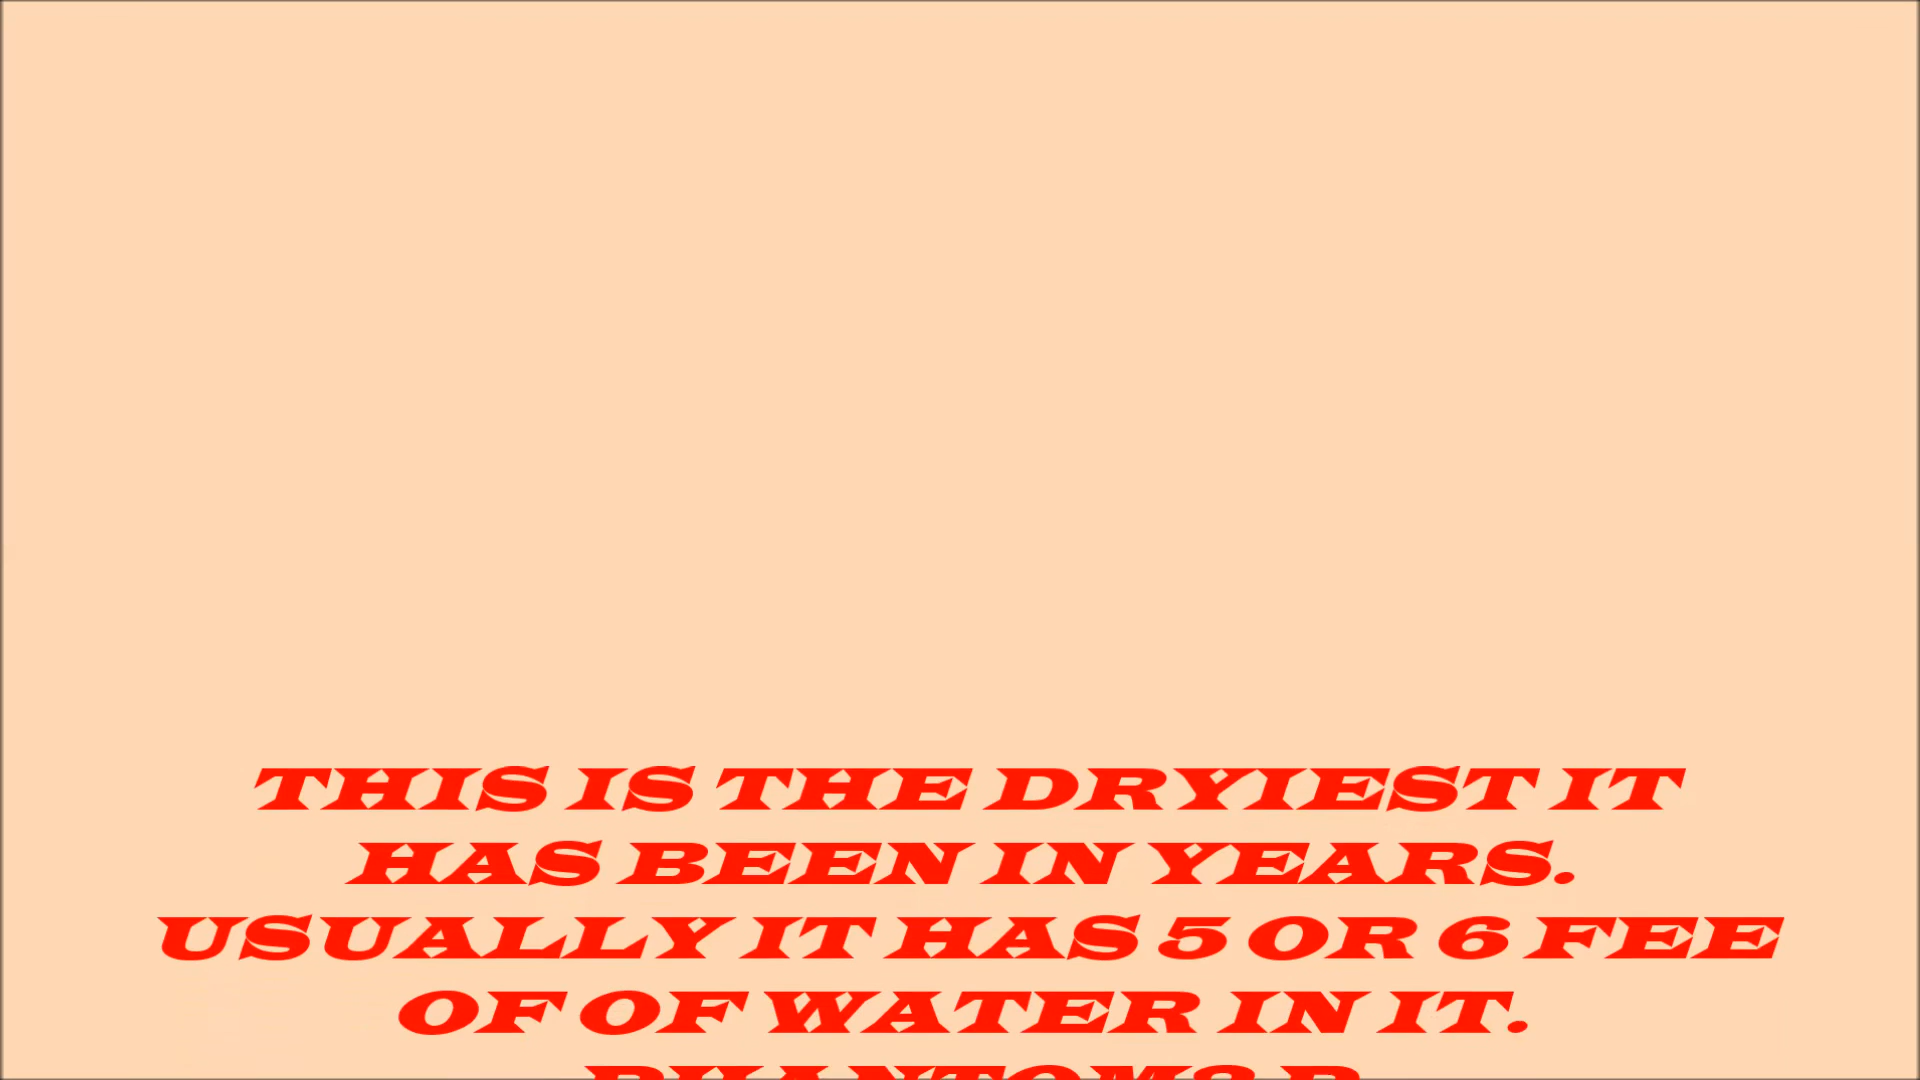 THIS IS THE DRYIEST IT
HAS BEEN IN YEARS.
USUALLY IT HAS 5 OR 6 FEE
OF OF WATER IN IT.